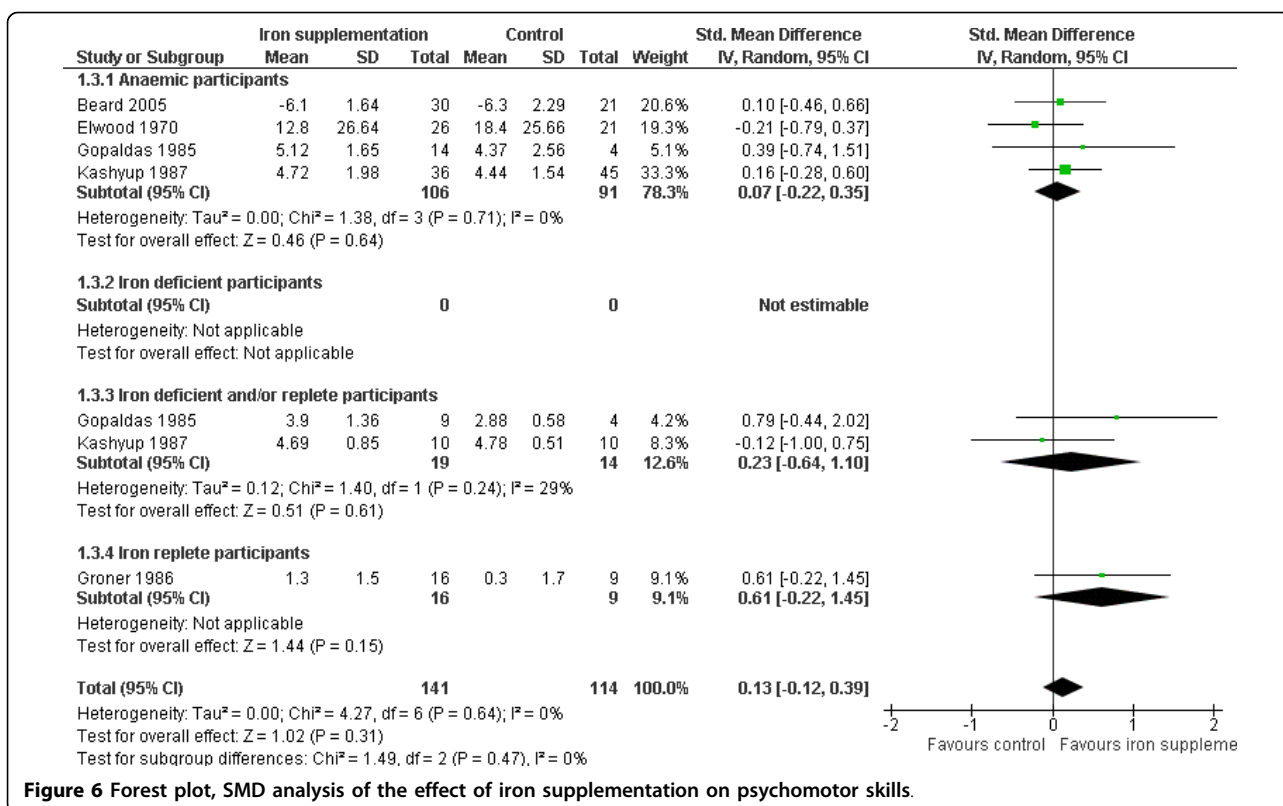 Iron supplementation Control Std. Mean Difference Std. Mean Difference
Study or Subgroup Mean SD Total Mean SD Total Weight IV, Random, 95% CI IV, Random, 95% CI
1.3.1 Anaemic participants
Beard 2005 -6.1 1.64 30 -6.3 2.29 21 20.6% 0.10 [-0.46, 0.66]
Elwood 1970 12.8 26.64 26 18.4 25.66 21 19.3% -0.21 [-0.79, 0.37]
Gopaldas 1985 5.12 1.65 14 4.37 2.56 4 5.1% 0.39 [-0.74, 1.51]
Kashyup 1987 4.72 1.98 36 4.44 1.54 45 33.3% 0.16 [-0.28, 0.60]
Subtotal (95% CI) 106 91 78.3% 0.07 [-0.22, 0.35]
Heterogeneity: Tau² = 0.00; Chi² = 1.38, df = 3 (P = 0.71); I² = 0%
Test for overall effect: Z = 0.46 (P = 0.64)
1.3.2 Iron deficient participants
Subtotal (95% CI) 0 0 Not estimable
Heterogeneity: Not applicable
Test for overall effect: Not applicable
1.3.3 Iron deficient and/or replete participants
Gopaldas 1985 3.9 1.36 9 2.88 0.58 4 4.2% 0.79 [-0.44, 2.02]
Kashyup 1987 4.69 0.85 10 4.78 0.51 10 8.3% -0.12 [-1.00, 0.75]
Subtotal (95% CI) 19 14 12.6% 0.23 [-0.64, 1.10]
Heterogeneity: Tau² = 0.12; Chi² = 1.40, df = 1 (P = 0.24); I² = 29%
Test for overall effect: Z = 0.51 (P = 0.61)
1.3.4 Iron replete participants
Groner 1986 1.3 1.5 16 0.3 1.7 9 9.1% 0.61 [-0.22, 1.45]
Subtotal (95% CI) 16 9 9.1% 0.61 [-0.22, 1.45]
Heterogeneity: Not applicable
Test for overall effect: Z = 1.44 (P = 0.15)
Total (95% CI) 141 114 100.0% 0.13 [-0.12, 0.39]
Heterogeneity: Tau² = 0.00; Chi² = 4.27, df = 6 (P = 0.64); I² = 0%
Test for overall effect: Z = 1.02 (P = 0.31)
Test for subgroup differences: Chi² = 1.49, df = 2 (P = 0.47), I² = 0%
-2 -1 0 1 2
Favours control Favours iron suppleme
Figure 6 Forest plot, SMD analysis of the effect of iron supplementation on psychomotor skills.